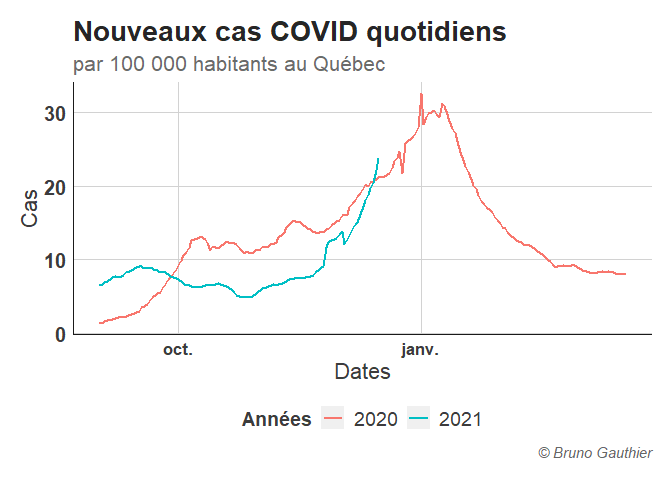 Nouveaux cas COVID quotidiens
par 100 000 habitants au Québec
30
20
10
0
Cas
oct. janv.
Dates
Années 2020 2021
© Bruno Gauthier